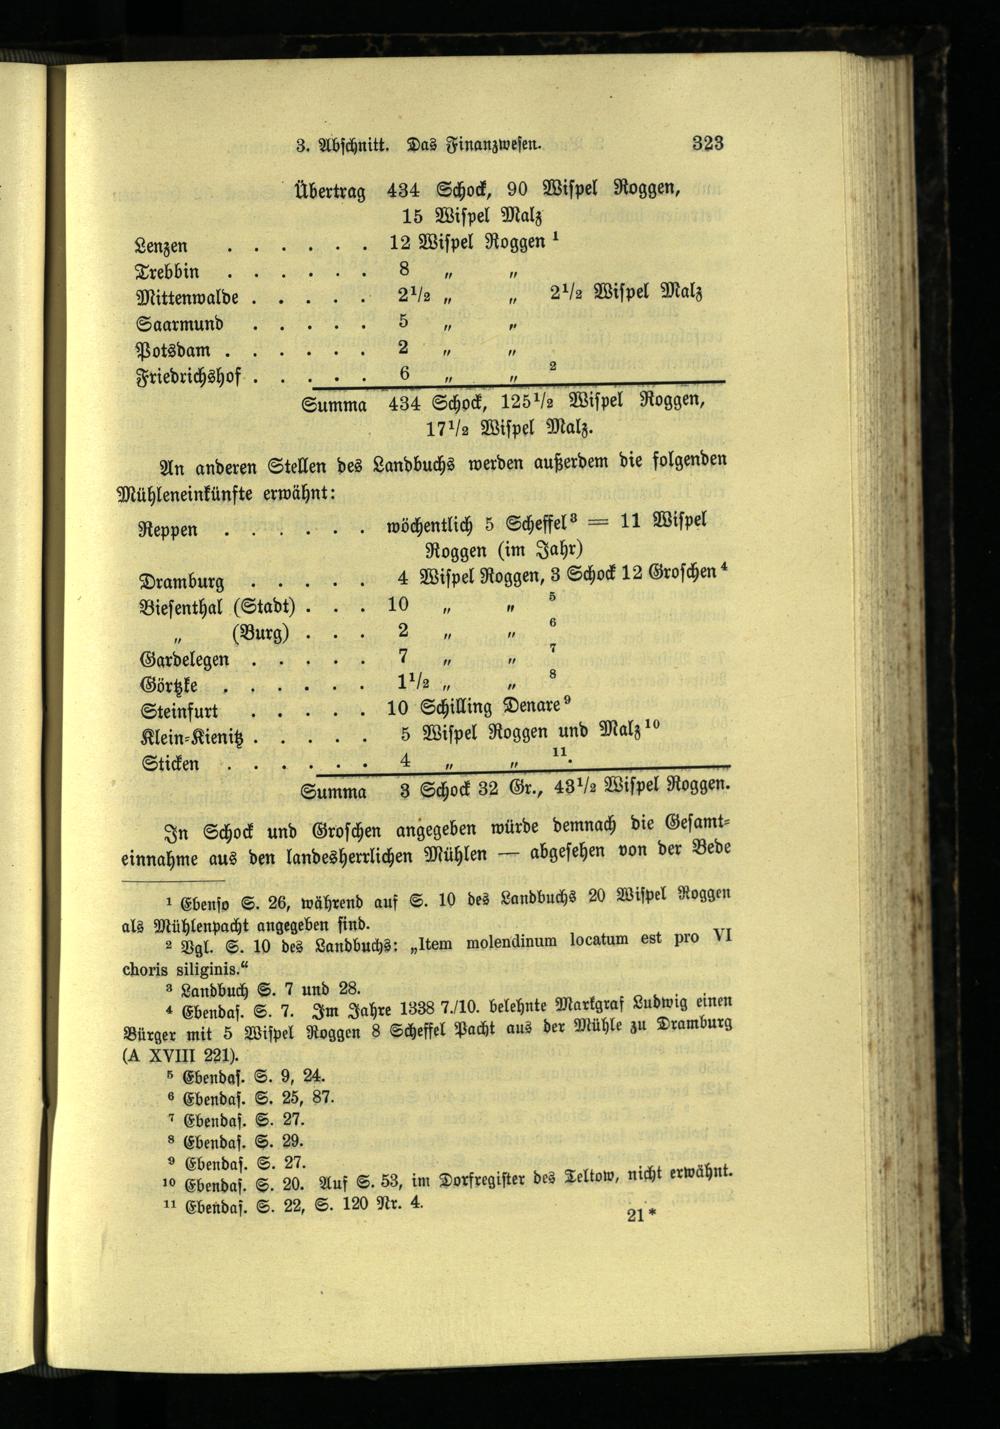 3. Abschnitt. Das Finanzwesen. 323
Übertrag 434 Schock, 90 Wispel Roggen,
15 Wispel Malz
Lenzen . . . . . . 12 Wispel Roggen ¹
Trebbin . . . . . . 8 „ „
Mittenwalde . . . . . 2¹/₂ „ „ 2¹/₂ Wispel Malz
Saarmund . . . . . 5 „ „
Potsdam . . . . . . 2 „ „
Friedrichshof . . . . . 6 „ „ ²
Summa 434 Schock, 125¹/₂ Wispel Roggen,
17¹/₂ Wispel Malz.
An anderen Stellen des Landbuchs werden außerdem die folgenden
Mühleneinkünfte erwähnt:
Reppen . . . . . . wöchentlich 5 Scheffel³ = 11 Wispel
Roggen (im Jahr)
Dramburg . . . . . 4 Wispel Roggen, 3 Schock 12 Groschen⁴
Biesenthal (Stadt) . . . 10 „ „ ⁵
„ (Burg) . . . 2 „ „ ⁶
Gardelegen . . . . . 7 „ „ ⁷
Görtzke . . . . . . 1¹/₂ „ „ ⁸
Steinfurt . . . . . 10 Schilling Denare⁹
Klein-Kienitz . . . . . 5 Wispel Roggen und Malz¹⁰
Sticken . . . . . . 4 „ „ ¹¹.
Summa 3 Schock 32 Gr., 43¹/₂ Wispel Roggen.
In Schock und Groschen angegeben würde demnach die Gesamt-
einnahme aus den landesherrlichen Mühlen — abgesehen von der Bede
¹ Ebenso S. 26, während auf S. 10 des Landbuchs 20 Wispel Roggen
als Mühlenpacht angegeben sind.
² Vgl. S. 10 des Landbuchs: „Item molendinum locatum est pro VI
choris siliginis.“
³ Landbuch S. 7 und 28.
⁴ Ebendas. S. 7. Im Jahre 1338 7./10. belehnte Markgraf Ludwig einen
Bürger mit 5 Wispel Roggen 8 Scheffel Pacht aus der Mühle zu Dramburg
(A XVIII 221).
⁵ Ebendas. S. 9, 24.
⁶ Ebendas. S. 25, 87.
⁷ Ebendas. S. 27.
⁸ Ebendas. S. 29.
⁹ Ebendas. S. 27.
¹⁰ Ebendas. S. 20. Auf S. 53, im Dorfregister des Teltow, nicht erwähnt.
¹¹ Ebendas. S. 22, S. 120 Nr. 4.
21*